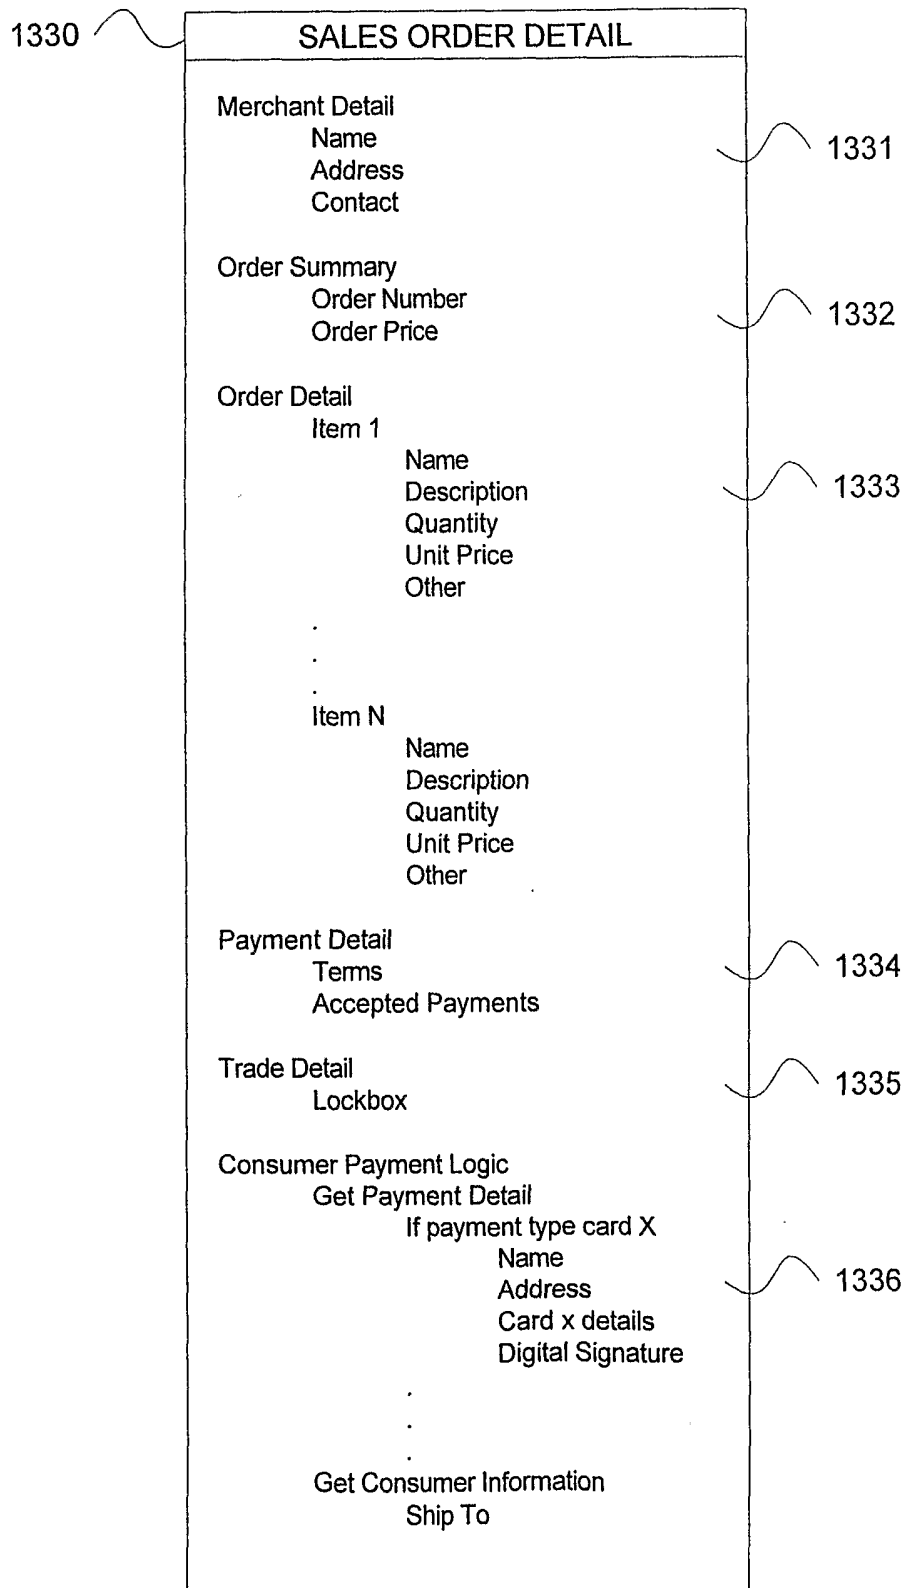 1330
SALES ORDER DETAIL
Merchant Detail
Name
1331
Address
Contact
Order Summary
Order Number
1332
Order Price
Order Detail
Item 1
Name
Description
1333
Quantity
Unit Price
Other
.
.
.
Item N
Name
Description
Quantity
Unit Price
Other
Payment Detail
Terms
1334
Accepted Payments
Trade Detail
1335
Lockbox
Consumer Payment Logic
Get Payment Detail
If payment type card X
Name
Address
1336
Card x details
Digital Signature
.
.
.
Get Consumer Information
Ship To